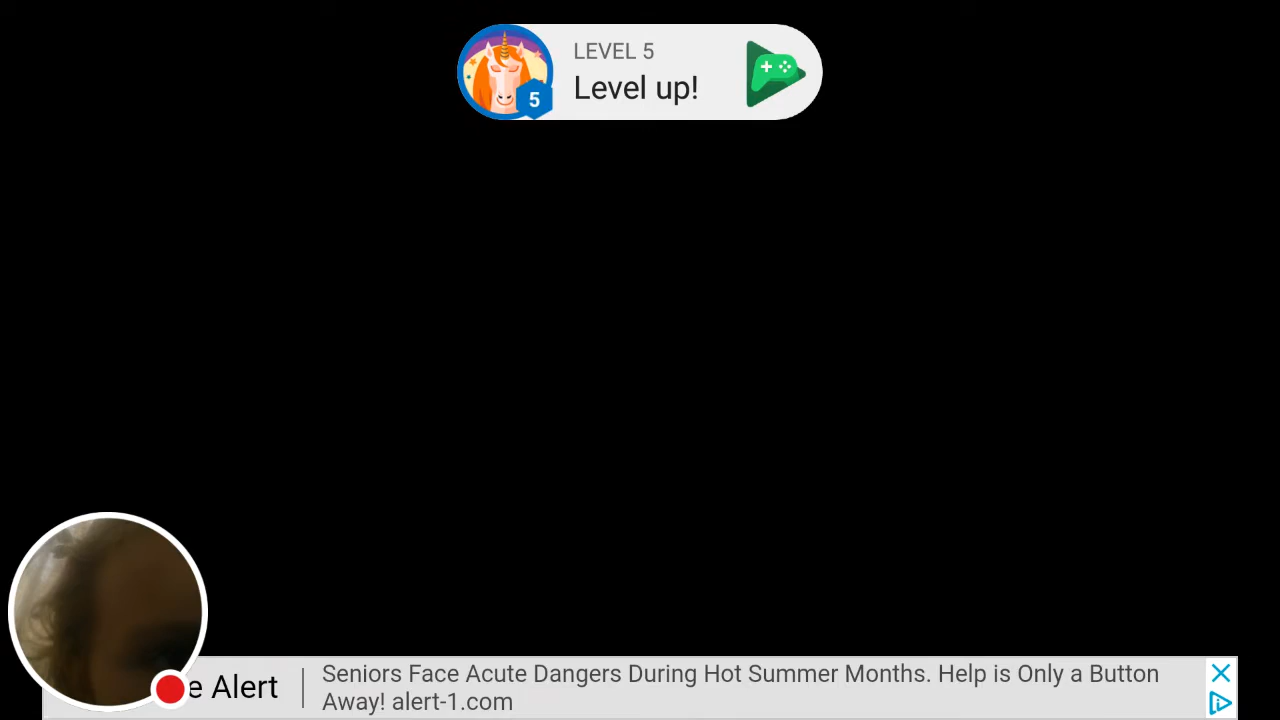 LEVEL 5
Level up!
5
e Alert
Seniors Face Acute Dangers During Hot Summer Months. Help is Only a Button
Away! alert-1.com